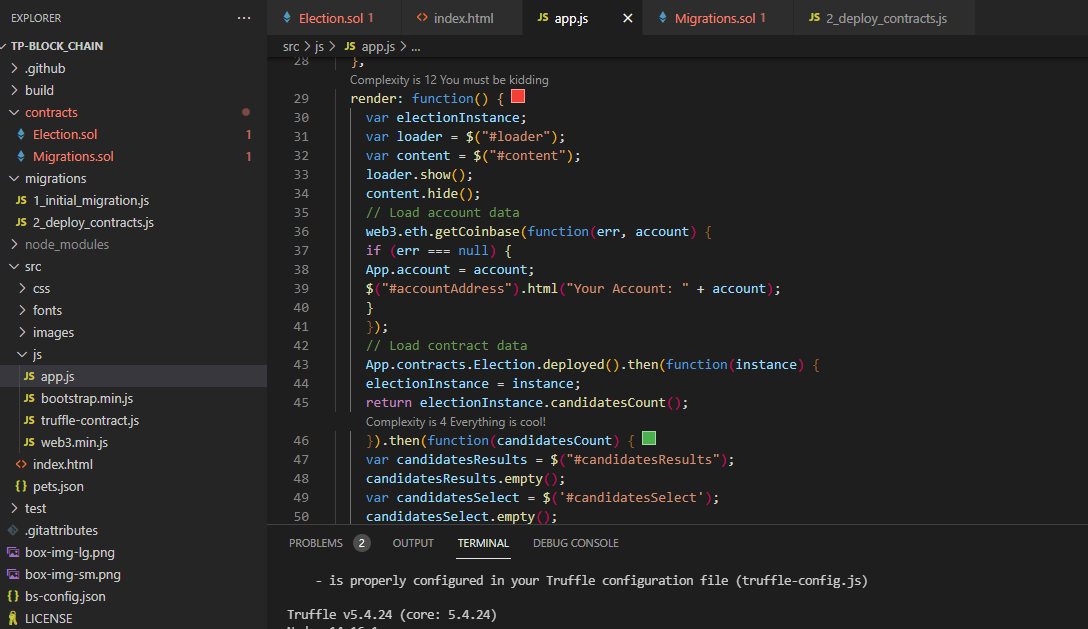 EXPLORER
TP-BLOCK_CHAIN
.github
build
contracts
Election.sol 1
Migrations.sol 1
migrations
JS 1_initial_migration.js
JS 2_deploy_contracts.js
node_modules
src
css
fonts
images
js
JS app.js
JS bootstrap.min.js
JS truffle-contract.js
JS web3.min.js
<> index.html
{} pets.json
test
.gitattributes
box-img-lg.png
box-img-sm.png
{} bs-config.json
LICENSE
Election.sol 1
<> index.html
JS app.js
Migrations.sol 1
JS 2_deploy_contracts.js
src > js > JS app.js > ...
28 },
Complexity is 12 You must be kidding
29 render: function() {
30 var electionInstance;
31 var loader = $("#loader");
32 var content = $("#content");
33 loader.show();
34 content.hide();
35 // Load account data
36 web3.eth.getCoinbase(function(err, account) {
37 if (err === null) {
38 App.account = account;
39 $("#accountAddress").html("Your Account: " + account);
40 }
41 });
42 // Load contract data
43 App.contracts.Election.deployed().then(function(instance) {
44 electionInstance = instance;
45 return electionInstance.candidatesCount();
Complexity is 4 Everything is cool!
46 }).then(function(candidatesCount) {
47 var candidatesResults = $("#candidatesResults");
48 candidatesResults.empty();
49 var candidatesSelect = $('#candidatesSelect');
50 candidatesSelect.empty();
PROBLEMS 2 OUTPUT TERMINAL DEBUG CONSOLE
- is properly configured in your Truffle configuration file (truffle-config.js)
Truffle v5.4.24 (core: 5.4.24)